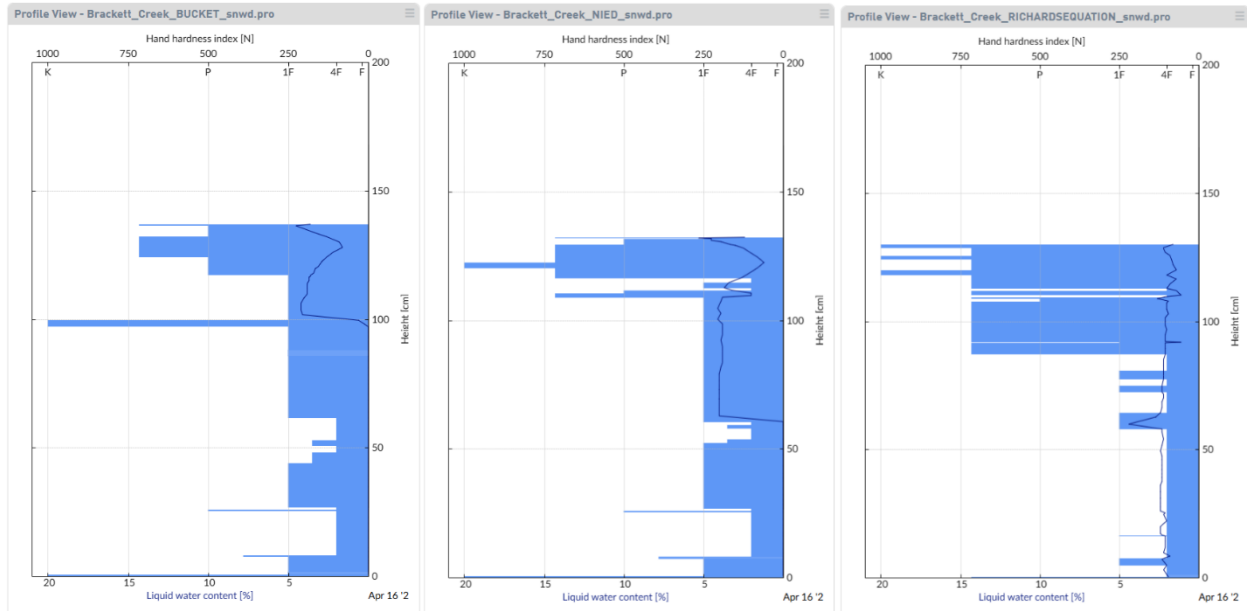 Profile View - Brackett_Creek_BUCKET_snwd.pro
Hand hardness index [N]
1000 750 500 250 0
K P 1F 4F F
200
150
100
50
0
Height [cm]
20 15 10 5
Liquid water content [%]
Apr 16 '2
Profile View - Brackett_Creek_NIED_snwd.pro
Hand hardness index [N]
1000 750 500 250 0
K P 1F 4F F
200
150
100
50
0
Height [cm]
20 15 10 5
Liquid water content [%]
Apr 16 '2
Profile View - Brackett_Creek_RICHARDSEQUATION_snwd.pro
Hand hardness index [N]
1000 750 500 250 0
K P 1F 4F F
200
150
100
50
0
Height [cm]
20 15 10 5
Liquid water content [%]
Apr 16 '2